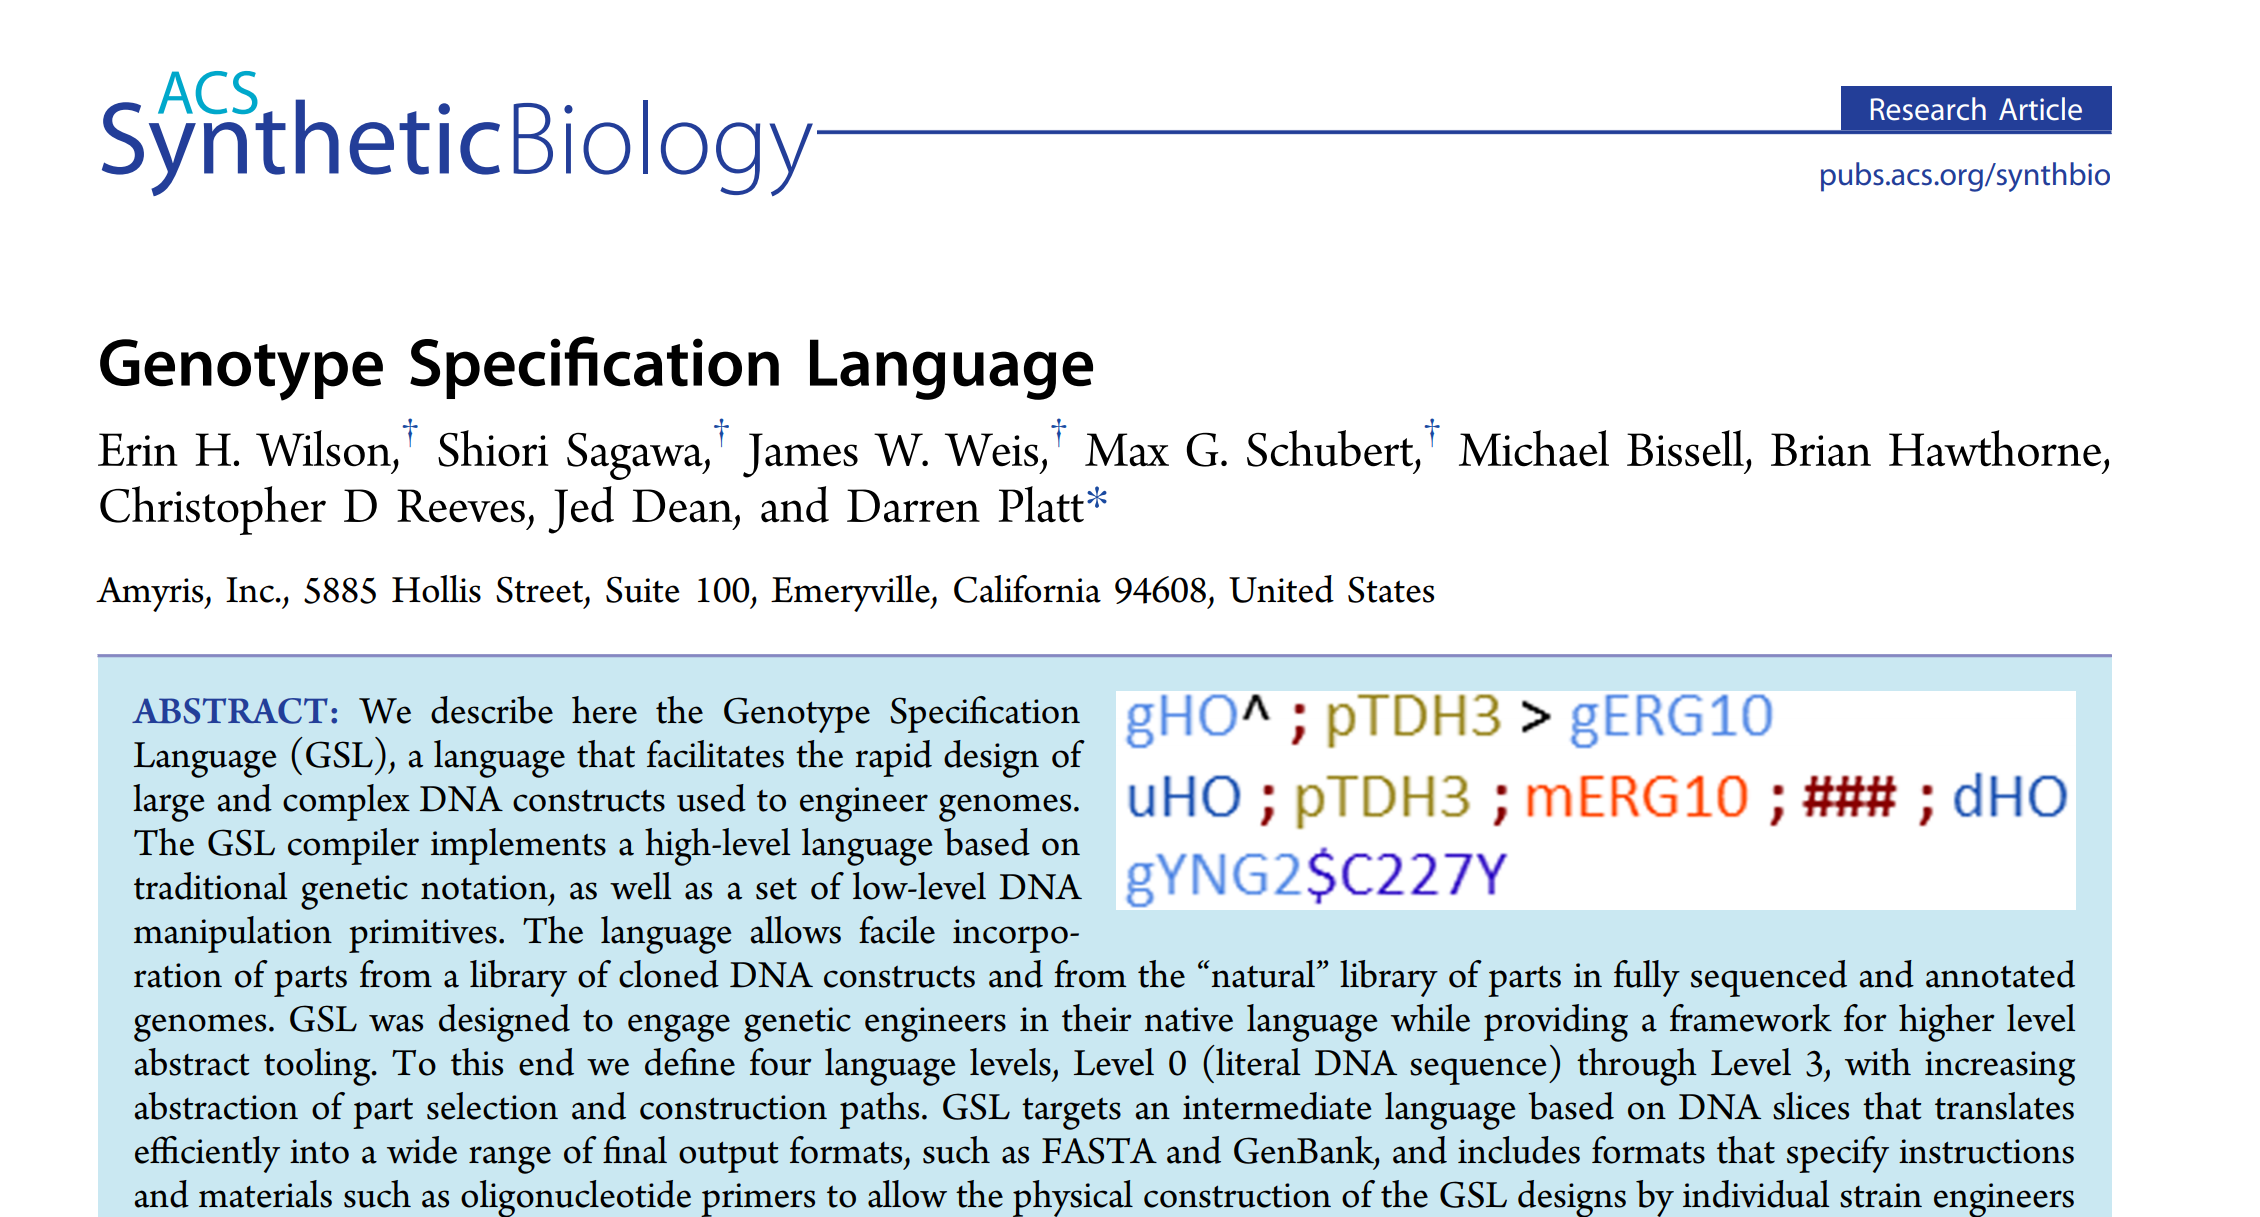 ACS
SyntheticBiology
Research Article
pubs.acs.org/synthbio
Genotype Specification Language
Erin H. Wilson,† Shiori Sagawa,† James W. Weis,† Max G. Schubert,† Michael Bissell, Brian Hawthorne,
Christopher D Reeves, Jed Dean, and Darren Platt*
Amyris, Inc., 5885 Hollis Street, Suite 100, Emeryville, California 94608, United States
ABSTRACT: We describe here the Genotype Specification
Language (GSL), a language that facilitates the rapid design of
large and complex DNA constructs used to engineer genomes.
The GSL compiler implements a high-level language based on
traditional genetic notation, as well as a set of low-level DNA
manipulation primitives. The language allows facile incorpo-
ration of parts from a library of cloned DNA constructs and from the “natural” library of parts in fully sequenced and annotated
genomes. GSL was designed to engage genetic engineers in their native language while providing a framework for higher level
abstract tooling. To this end we define four language levels, Level 0 (literal DNA sequence) through Level 3, with increasing
abstraction of part selection and construction paths. GSL targets an intermediate language based on DNA slices that translates
efficiently into a wide range of final output formats, such as FASTA and GenBank, and includes formats that specify instructions
and materials such as oligonucleotide primers to allow the physical construction of the GSL designs by individual strain engineers
gHO^ ; pTDH3 > gERG10
uHO ; pTDH3 ; mERG10 ; ### ; dHO
gYNG2$C227Y